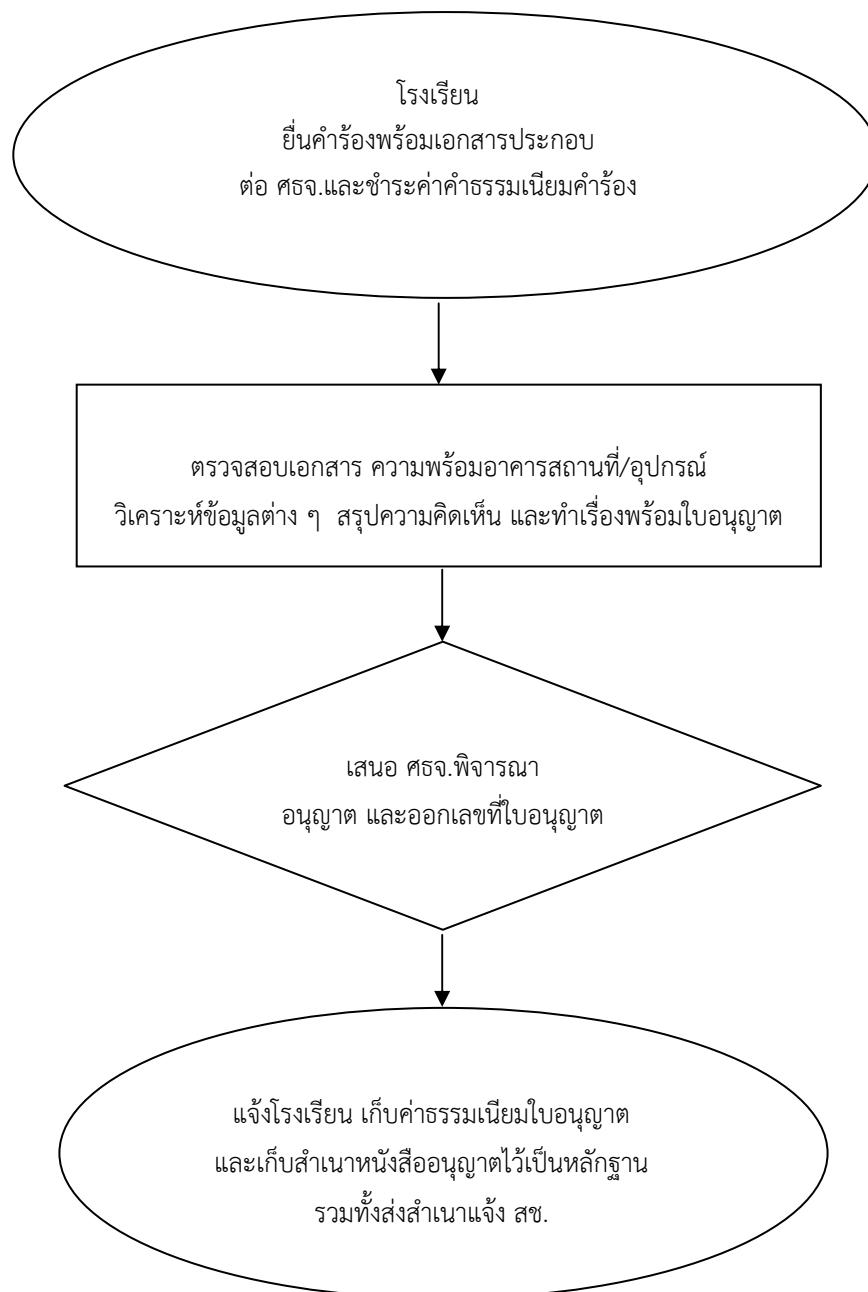 โรงเรียน
ยื่นคำร้องพร้อมเอกสารประกอบ
ต่อ ศธจ.และชำระค่าคำธรรมเนียมคำร้อง
ตรวจสอบเอกสาร ความพร้อมอาคารสถานที่/อุปกรณ์
วิเคราะห์ข้อมูลต่าง ๆ สรุปความคิดเห็น และทำเรื่องพร้อมใบอนุญาต
เสนอ ศธจ.พิจารณา
อนุญาต และออกเลขที่ใบอนุญาต
แจ้งโรงเรียน เก็บค่าธรรมเนียมใบอนุญาต
และเก็บสำเนาหนังสืออนุญาตไว้เป็นหลักฐาน
รวมทั้งส่งสำเนาแจ้ง สช.